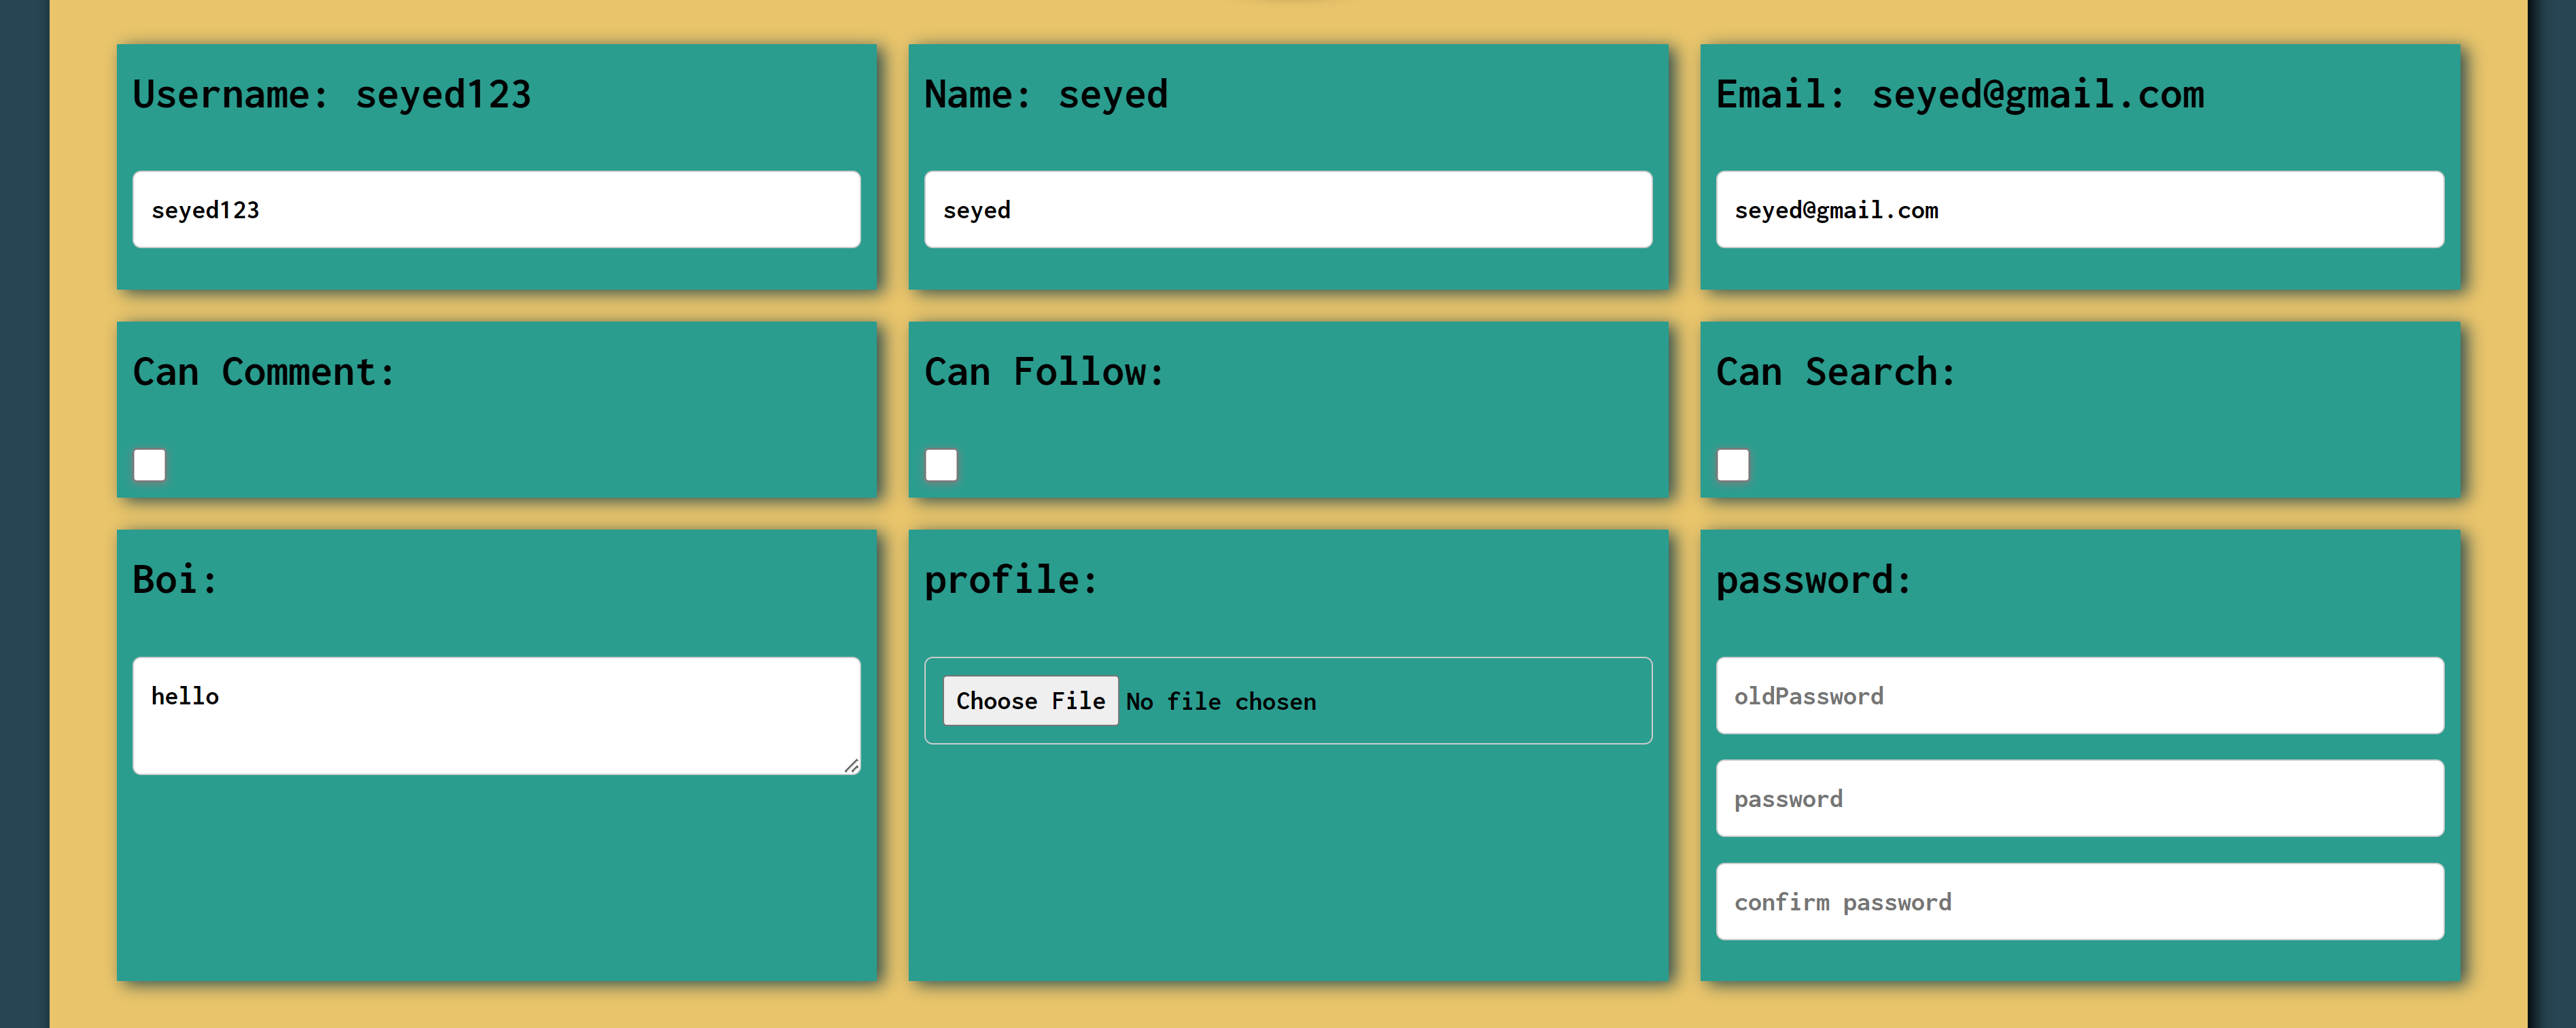 Username: seyed123
Name: seyed
Email: seyed@gmail.com
seyed123
seyed
seyed@gmail.com
Can Comment:
Can Follow:
Can Search:
Boi:
profile:
password:
hello
Choose File No file chosen
oldPassword
password
confirm password